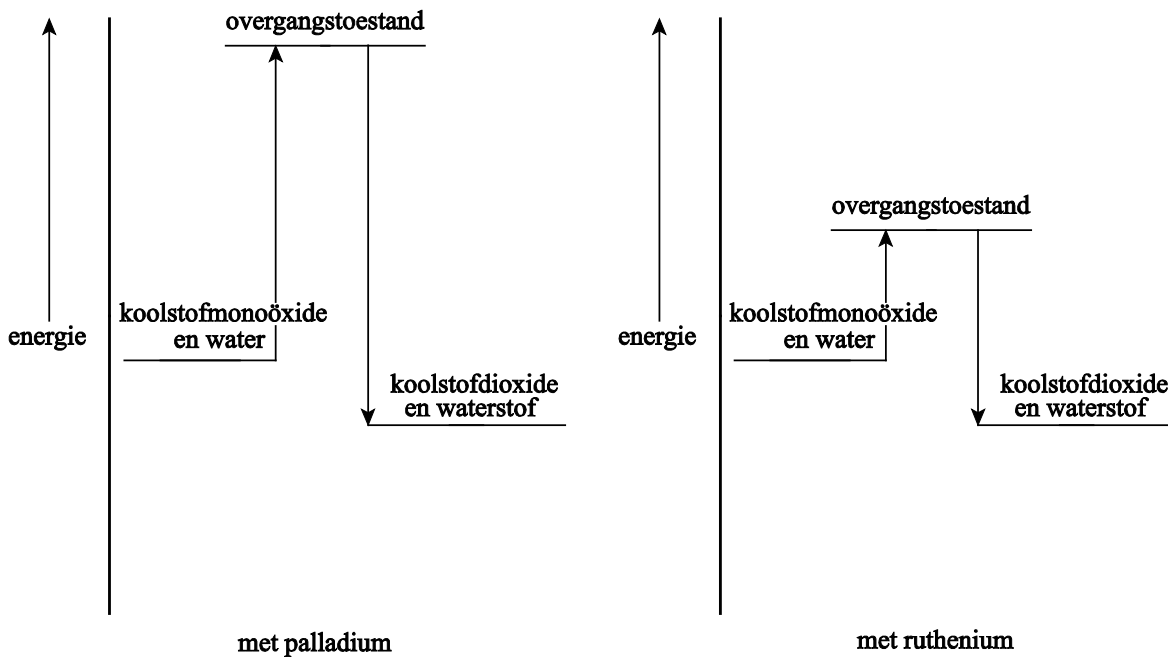 overgangstoestand
koolstofmonoöxide
en water
energie
koolstofdioxide
en waterstof
met palladium
overgangstoestand
koolstofmonoöxide
en water
energie
koolstofdioxide
en waterstof
met ruthenium